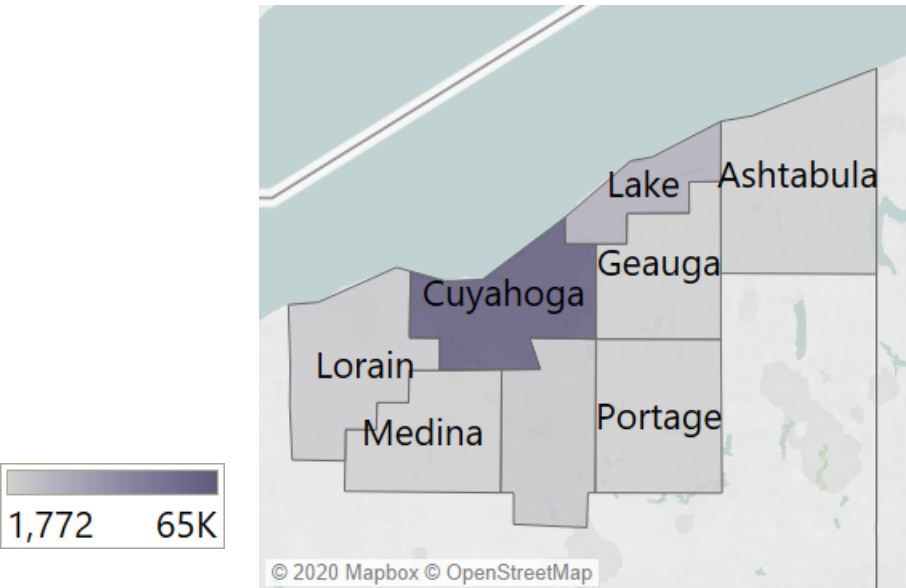 Lake
Ashtabula
Geauga
Cuyahoga
Lorain
Portage
Medina
1,772 65K
© 2020 Mapbox © OpenStreetMap